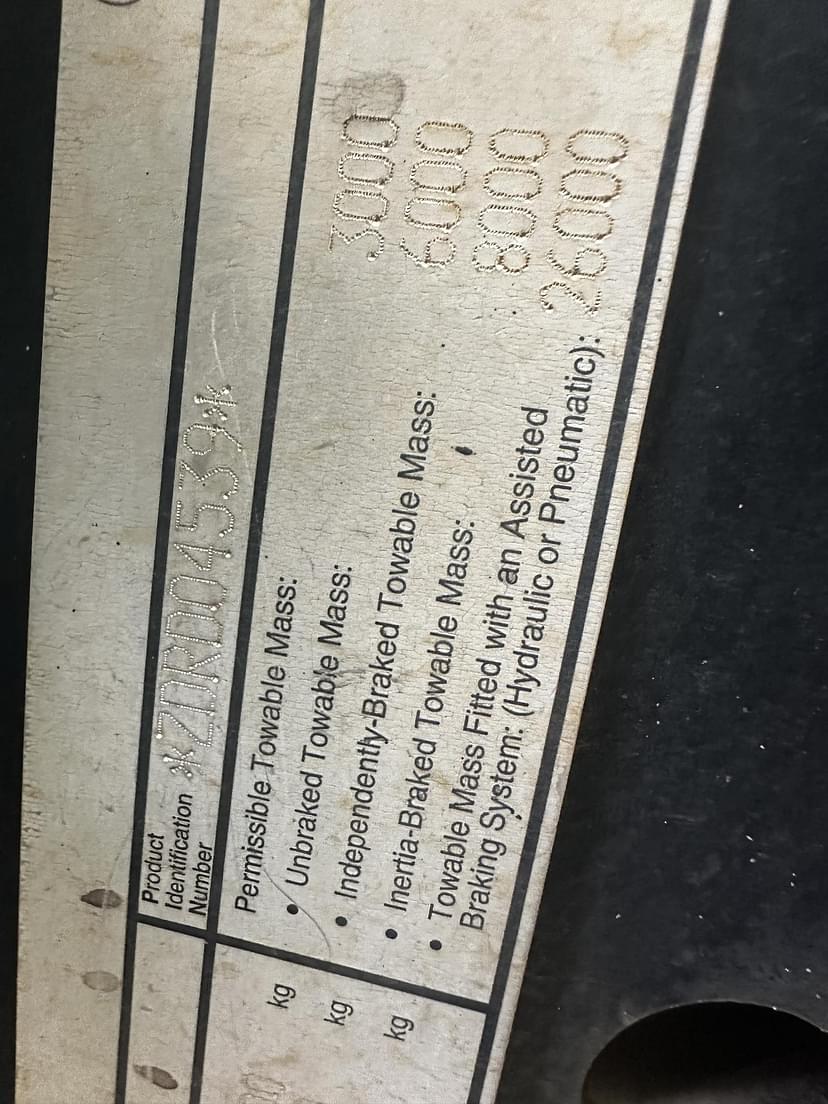 Product
Identification
Number
*ZDRD04539*
Permissible Towable Mass:
• Unbraked Towable Mass: 3000
• Independently-Braked Towable Mass: 6000
• Inertia-Braked Towable Mass: 8000
• Towable Mass Fitted with an Assisted
Braking System: (Hydraulic or Pneumatic): 26000
kg
kg
kg